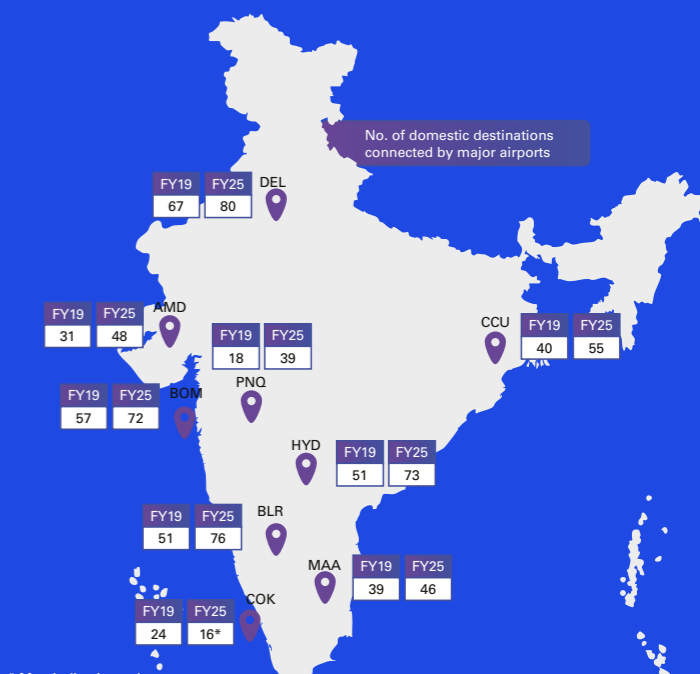 No. of domestic destinations
connected by major airports
DEL
FY19 FY25
67 80
AMD
FY19 FY25
31 48
FY19 FY25
18 39
PNQ
CCU
FY19 FY25
40 55
BOM
FY19 FY25
57 72
HYD
FY19 FY25
51 73
BLR
FY19 FY25
51 76
MAA
FY19 FY25
39 46
COK
FY19 FY25
24 16*